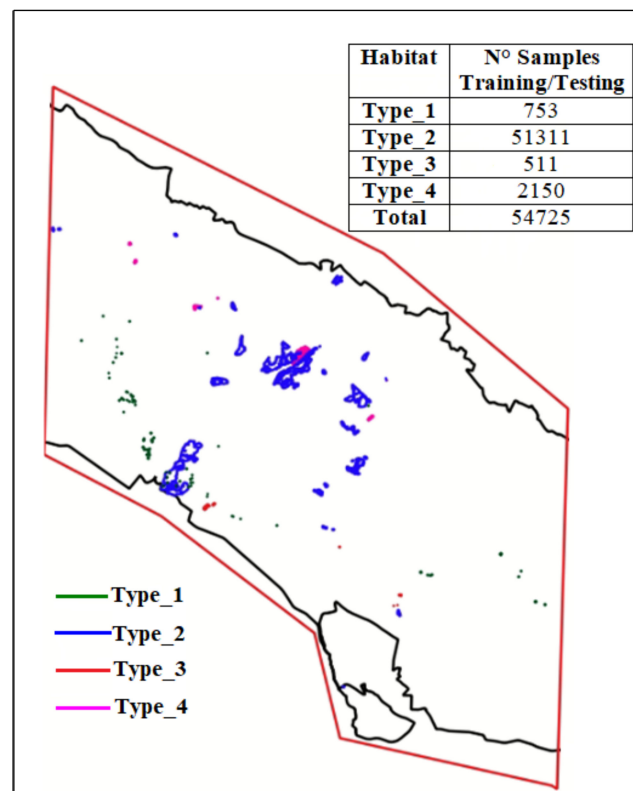 Habitat N° Samples
Training/Testing
Type_1 753
Type_2 51311
Type_3 511
Type_4 2150
Total 54725
Type_1
Type_2
Type_3
Type_4